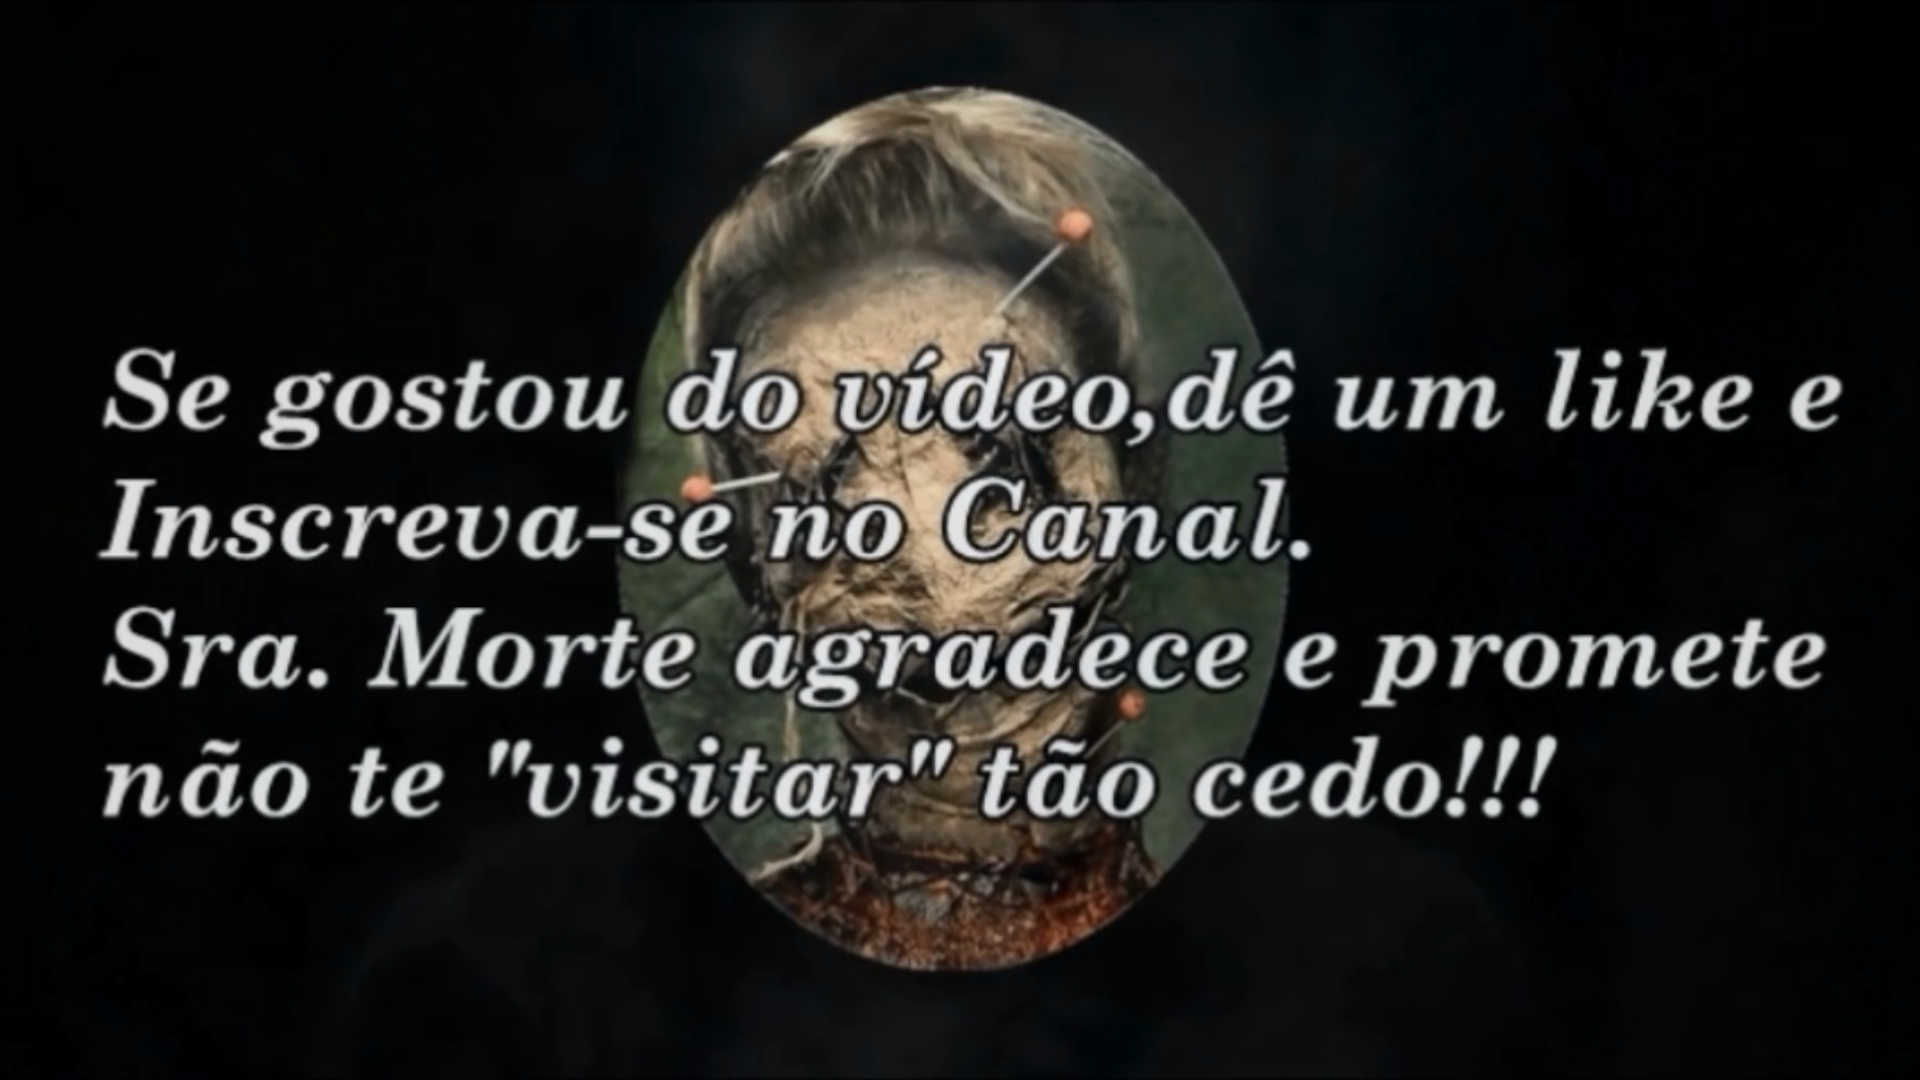 Se gostou do vídeo,dê um like e
Inscreva-se no Canal.
Sra. Morte agradece e promete
não te "visitar" tão cedo!!!